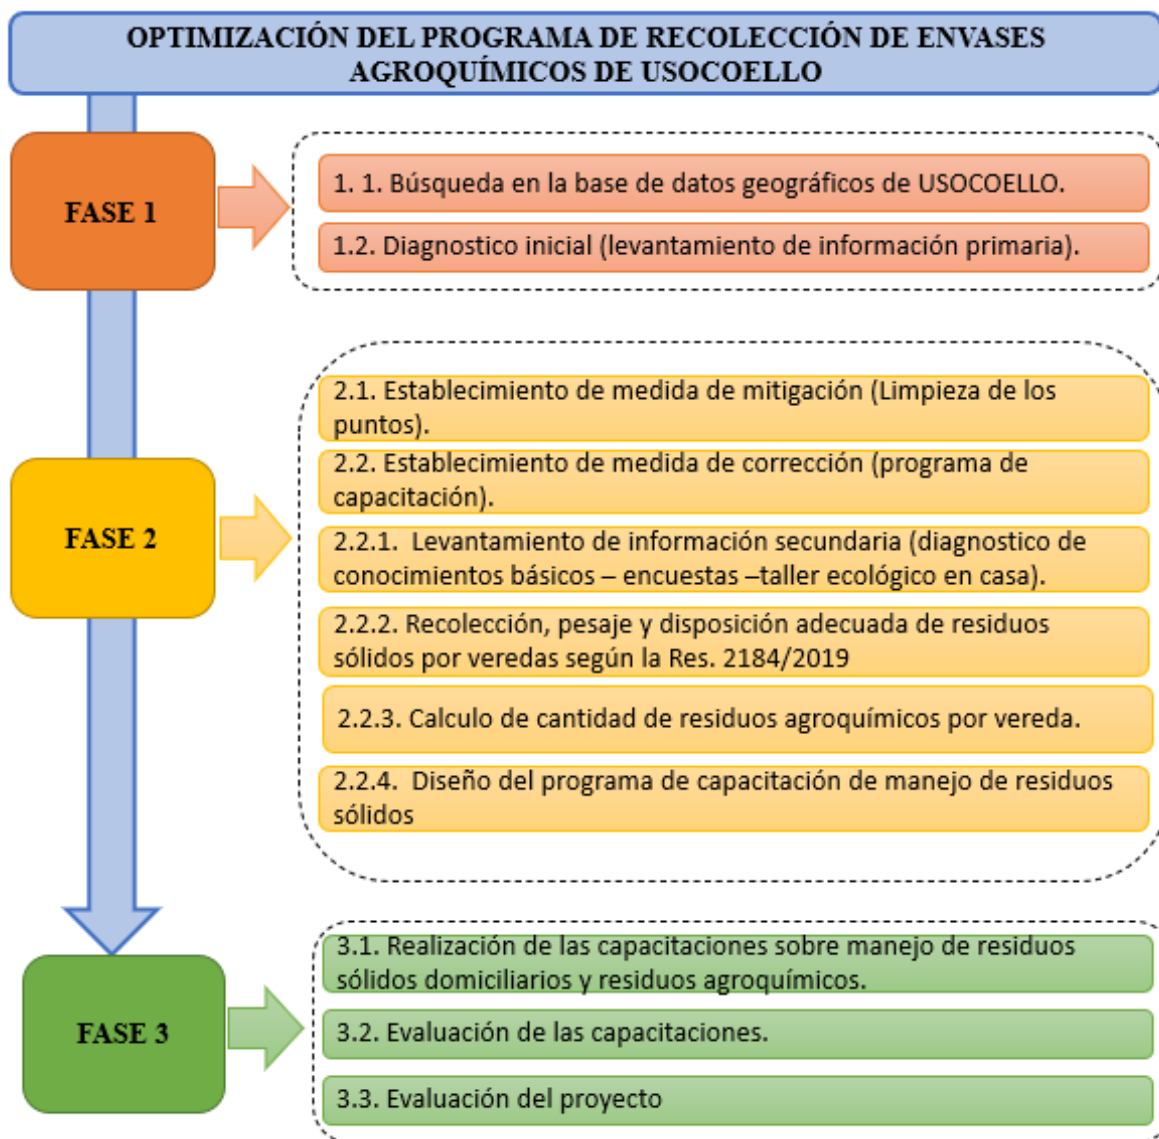 OPTIMIZACIÓN DEL PROGRAMA DE RECOLECCIÓN DE ENVASES
AGROQUÍMICOS DE USOCOELLO
FASE 1
1. 1. Búsqueda en la base de datos geográficos de USOCOELLO.
1.2. Diagnostico inicial (levantamiento de información primaria).
FASE 2
2.1. Establecimiento de medida de mitigación (Limpieza de los
puntos).
2.2. Establecimiento de medida de corrección (programa de
capacitación).
2.2.1. Levantamiento de información secundaria (diagnostico de
conocimientos básicos – encuestas –taller ecológico en casa).
2.2.2. Recolección, pesaje y disposición adecuada de residuos
sólidos por veredas según la Res. 2184/2019
2.2.3. Calculo de cantidad de residuos agroquímicos por vereda.
2.2.4. Diseño del programa de capacitación de manejo de residuos
sólidos
FASE 3
3.1. Realización de las capacitaciones sobre manejo de residuos
sólidos domiciliarios y residuos agroquímicos.
3.2. Evaluación de las capacitaciones.
3.3. Evaluación del proyecto